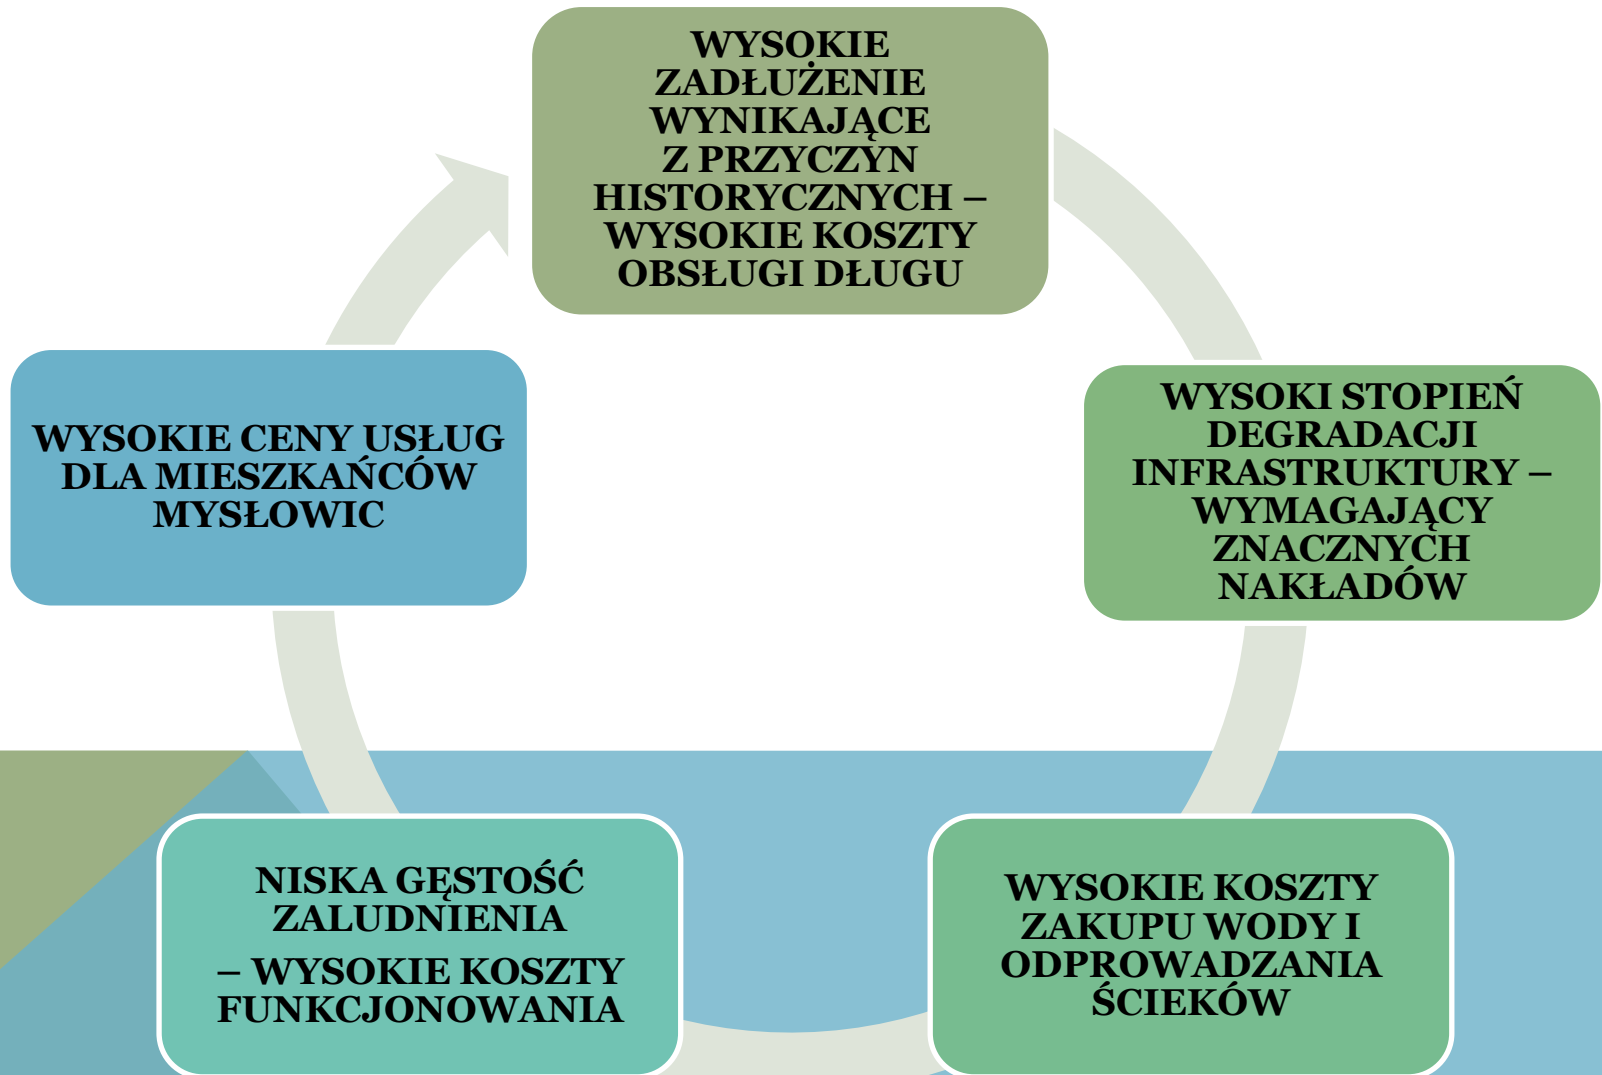 WYSOKIE
ZADŁUŻENIE
WYNIKAJĄCE
Z PRZYCZYN
HISTORYCZNYCH –
WYSOKIE KOSZTY
OBSŁUGI DŁUGU
WYSOKI STOPIEŃ
DEGRADACJI
INFRASTRUKTURY –
WYMAGAJĄCY
ZNACZNYCH
NAKŁADÓW
WYSOKIE KOSZTY
ZAKUPU WODY I
ODPROWADZANIA
ŚCIEKÓW
NISKA GĘSTOŚĆ
ZALUDNIENIA
– WYSOKIE KOSZTY
FUNKCJONOWANIA
WYSOKIE CENY USŁUG
DLA MIESZKAŃCÓW
MYSŁOWIC